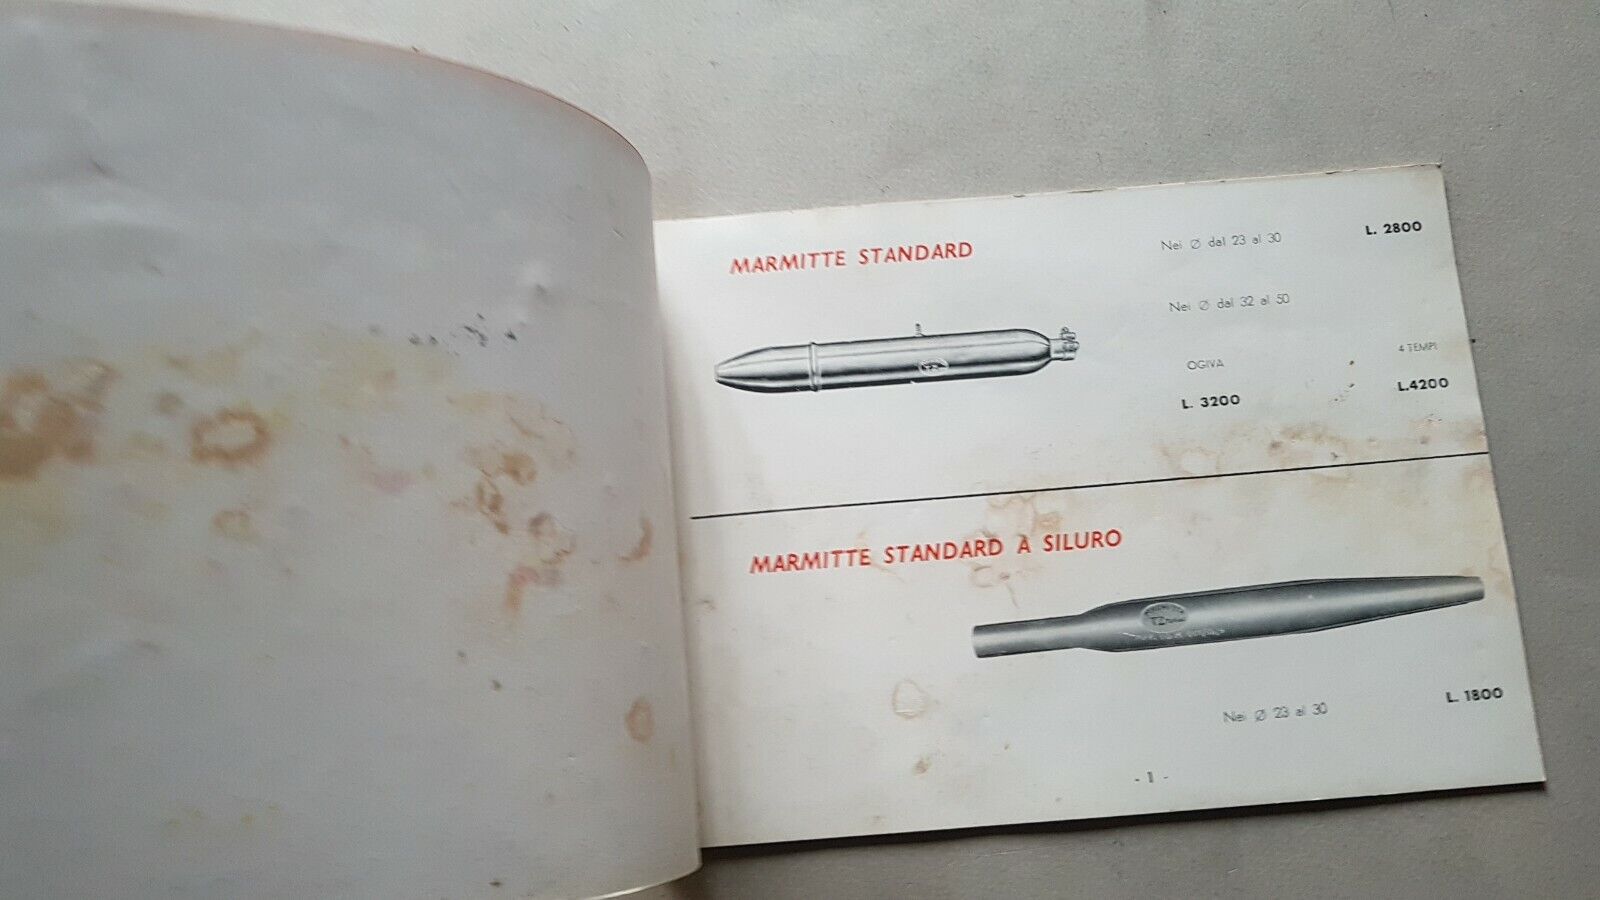 MARMITTE STANDARD
Nei Ø dal 23 al 30 L. 2800
Nei Ø dal 32 al 50
OGIVA 4 TEMPI
L. 3200 L.4200
MARMITTE STANDARD A SILURO
Nei Ø 23 al 30 L. 1800
- 1 -